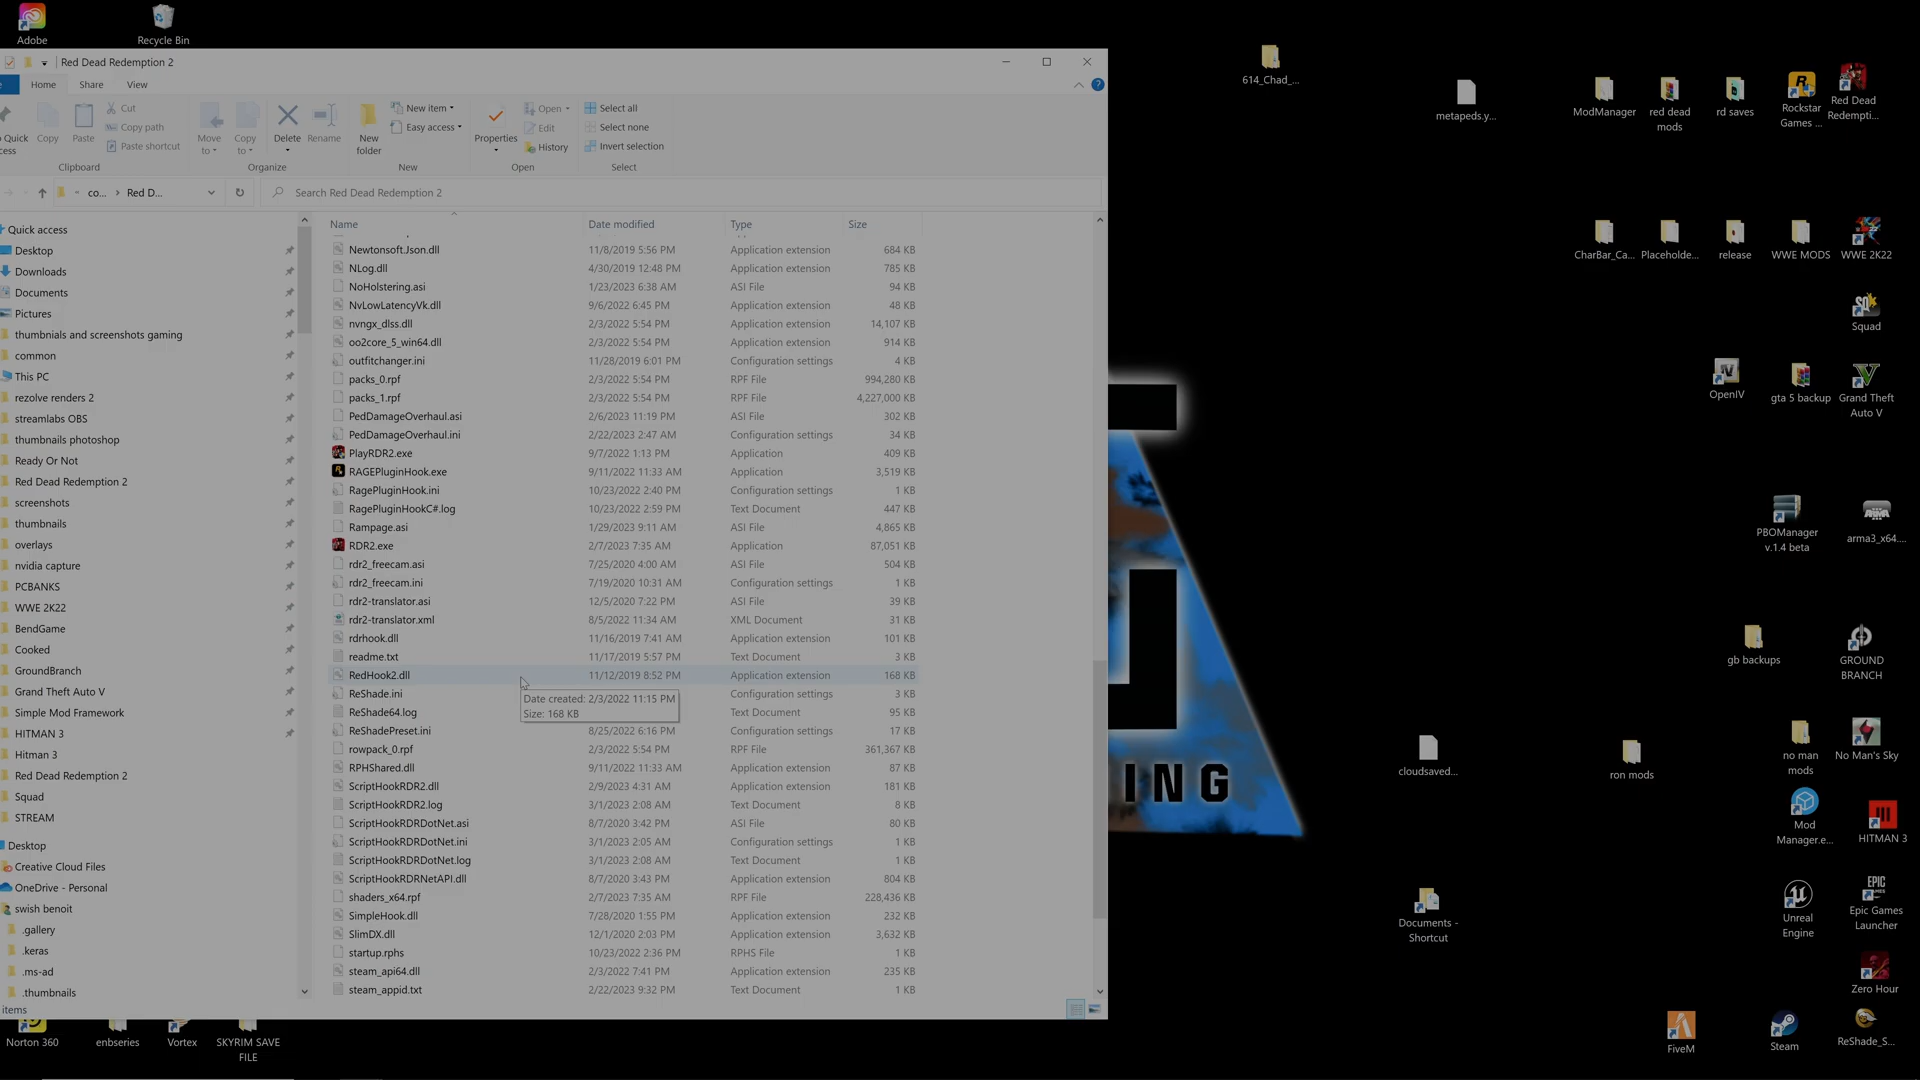 Adobe
Recycle Bin
Red Dead Redemption 2
Home
Share
View
Cut
Copy path
Paste shortcut
Quick
Copy
Paste
Clipboard
Move to
Copy to
Delete
Rename
Organize
New folder
New item
Easy access
New
Properties
Open
Edit
History
Open
Select all
Select none
Invert selection
Select
co...
Red D...
Search Red Dead Redemption 2
Name Date modified Type Size
Quick access
Desktop
Downloads
Documents
Pictures
thumbnials and screenshots gaming
common
This PC
rezolve renders 2
streamlabs OBS
thumbnails photoshop
Ready Or Not
Red Dead Redemption 2
screenshots
thumbnails
overlays
nvidia capture
PCBANKS
WWE 2K22
BendGame
Cooked
GroundBranch
Grand Theft Auto V
Simple Mod Framework
HITMAN 3
Hitman 3
Red Dead Redemption 2
Squad
STREAM
Desktop
Creative Cloud Files
OneDrive - Personal
swish benoit
.gallery
.keras
.ms-ad
.thumbnails
items
Newtonsoft.Json.dll 11/8/2019 5:56 PM Application extension 684 KB
NLog.dll 4/30/2019 12:48 PM Application extension 785 KB
NoHolstering.asi 1/23/2023 6:38 AM ASI File 94 KB
NvLowLatencyVk.dll 9/6/2022 6:45 PM Application extension 48 KB
nvngx_dlss.dll 2/3/2022 5:54 PM Application extension 14,107 KB
oo2core_5_win64.dll 2/3/2022 5:54 PM Application extension 914 KB
outfitchanger.ini 11/28/2019 6:01 PM Configuration settings 4 KB
packs_0.rpf 2/3/2022 5:54 PM RPF File 994,280 KB
packs_1.rpf 2/3/2022 5:54 PM RPF File 4,227,000 KB
PedDamageOverhaul.asi 2/6/2023 11:19 PM ASI File 302 KB
PedDamageOverhaul.ini 2/22/2023 2:47 AM Configuration settings 34 KB
PlayRDR2.exe 9/7/2022 1:13 PM Application 409 KB
RAGEPluginHook.exe 9/11/2022 11:33 AM Application 3,519 KB
RagePluginHook.ini 10/23/2022 2:40 PM Configuration settings 1 KB
RagePluginHookC#.log 10/23/2022 2:59 PM Text Document 447 KB
Rampage.asi 1/29/2023 9:11 AM ASI File 4,865 KB
RDR2.exe 2/7/2023 7:35 AM Application 87,051 KB
rdr2_freecam.asi 7/25/2020 4:00 AM ASI File 504 KB
rdr2_freecam.ini 7/19/2020 10:31 AM Configuration settings 1 KB
rdr2-translator.asi 12/5/2020 7:22 PM ASI File 39 KB
rdr2-translator.xml 8/5/2022 11:34 AM XML Document 31 KB
rdrhook.dll 11/16/2019 7:41 AM Application extension 101 KB
readme.txt 11/17/2019 5:57 PM Text Document 3 KB
RedHook2.dll 11/12/2019 8:52 PM Application extension 168 KB
ReShade.ini Configuration settings 3 KB
Date created: 2/3/2022 11:15 PM
Size: 168 KB
ReShade64.log Text Document 95 KB
ReShadePreset.ini 8/25/2022 6:16 PM Configuration settings 17 KB
rowpack_0.rpf 2/3/2022 5:54 PM RPF File 361,367 KB
RPHShared.dll 9/11/2022 11:33 AM Application extension 87 KB
ScriptHookRDR2.dll 2/9/2023 4:31 AM Application extension 181 KB
ScriptHookRDR2.log 3/1/2023 2:08 AM Text Document 8 KB
ScriptHookRDRDotNet.asi 8/7/2020 3:42 PM ASI File 80 KB
ScriptHookRDRDotNet.ini 3/1/2023 2:05 AM Configuration settings 1 KB
ScriptHookRDRDotNet.log 3/1/2023 2:08 AM Text Document 1 KB
ScriptHookRDRNetAPI.dll 8/7/2020 3:43 PM Application extension 804 KB
shaders_x64.rpf 2/7/2023 7:35 AM RPF File 228,436 KB
SimpleHook.dll 7/28/2020 1:55 PM Application extension 232 KB
SlimDX.dll 12/1/2020 2:03 PM Application extension 3,632 KB
startup.rphs 10/23/2022 2:36 PM RPHS File 1 KB
steam_api64.dll 2/3/2022 7:41 PM Application extension 235 KB
steam_appid.txt 2/22/2023 9:32 PM Text Document 1 KB
Norton 360
enbseries
Vortex
SKYRIM SAVE
FILE
614_Chad_...
metapeds.y...
ModManager
red dead
mods
rd saves
Rockstar
Games ...
Red Dead
Redempti...
CharBar_Ca...
Placeholde...
release
WWE MODS
WWE 2K22
Squad
OpenIV
gta 5 backup
Grand Theft
Auto V
PBOManager
v.1.4 beta
arma3_x64....
gb backups
GROUND
BRANCH
ING
cloudsaved...
ron mods
no man
mods
No Man's Sky
Mod
Manager.e...
HITMAN 3
Documents -
Shortcut
Unreal
Engine
EPIC
GAMES
Epic Games
Launcher
Zero Hour
FiveM
Steam
ReShade_S...